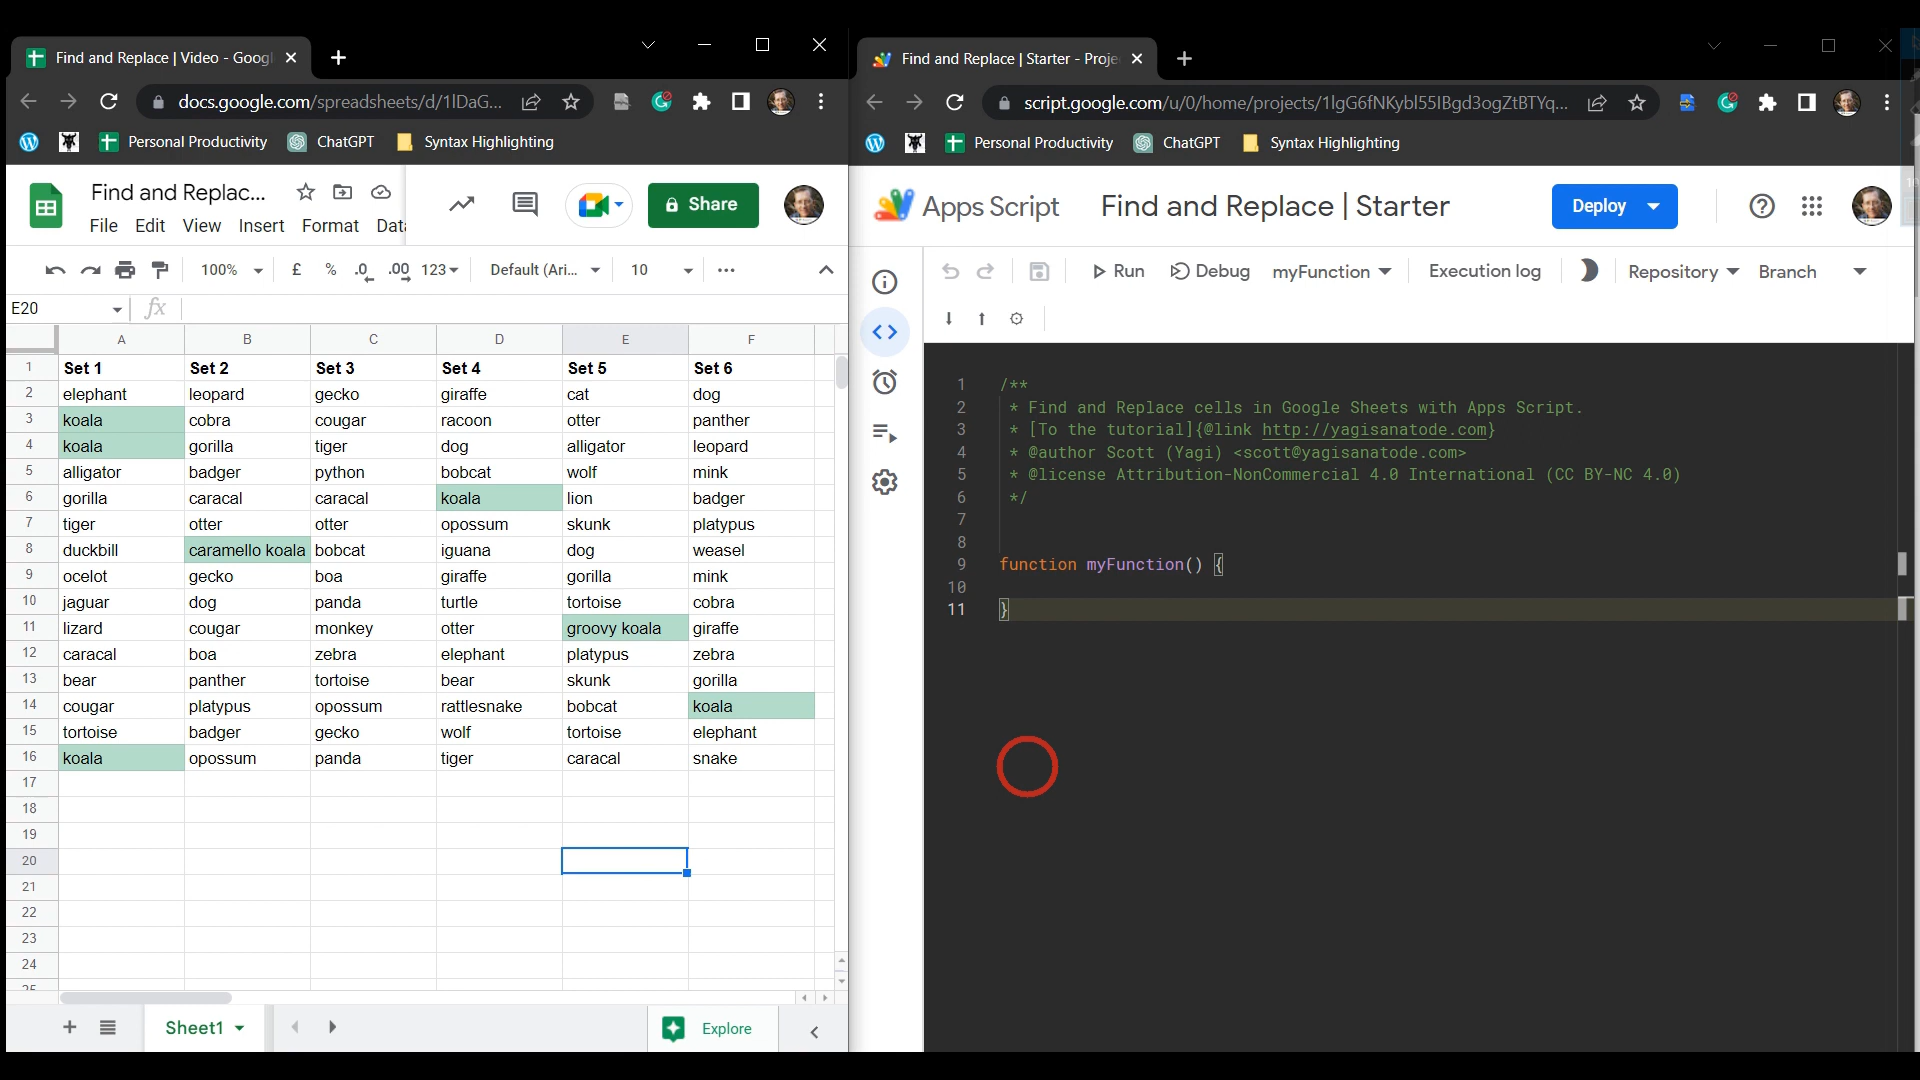 Find and Replace | Video - Googl
docs.google.com/spreadsheets/d/1lDaG...
Personal Productivity ChatGPT Syntax Highlighting
Find and Replac...
Share
File Edit View Insert Format Data
100% £ % .0 .00 123 Default (Ari... 10
E20 fx
A B C D E F
1 Set 1 Set 2 Set 3 Set 4 Set 5 Set 6
2 elephant leopard gecko giraffe cat dog
3 koala cobra cougar racoon otter panther
4 koala gorilla tiger dog alligator leopard
5 alligator badger python bobcat wolf mink
6 gorilla caracal caracal koala lion badger
7 tiger otter otter opossum skunk platypus
8 duckbill caramello koala bobcat iguana dog weasel
9 ocelot gecko boa giraffe gorilla mink
10 jaguar dog panda turtle tortoise cobra
11 lizard cougar monkey otter groovy koala giraffe
12 caracal boa zebra elephant platypus zebra
13 bear panther tortoise bear skunk gorilla
14 cougar platypus opossum rattlesnake bobcat koala
15 tortoise badger gecko wolf tortoise elephant
16 koala opossum panda tiger caracal snake
17
18
19
20
21
22
23
24
25
Sheet1
Explore
Find and Replace | Starter - Proje
script.google.com/u/0/home/projects/1lgG6fNKybl55IBgd3ogZtBTYq...
Personal Productivity ChatGPT Syntax Highlighting
Apps Script Find and Replace | Starter Deploy
Run Debug myFunction Execution log Repository Branch
1 /**
2 * Find and Replace cells in Google Sheets with Apps Script.
3 * [To the tutorial]{@link http://yagisanatode.com}
4 * @author Scott (Yagi) <scott@yagisanatode.com>
5 * @license Attribution-NonCommercial 4.0 International (CC BY-NC 4.0)
6 */
7
8
9 function myFunction() {
10
11 }